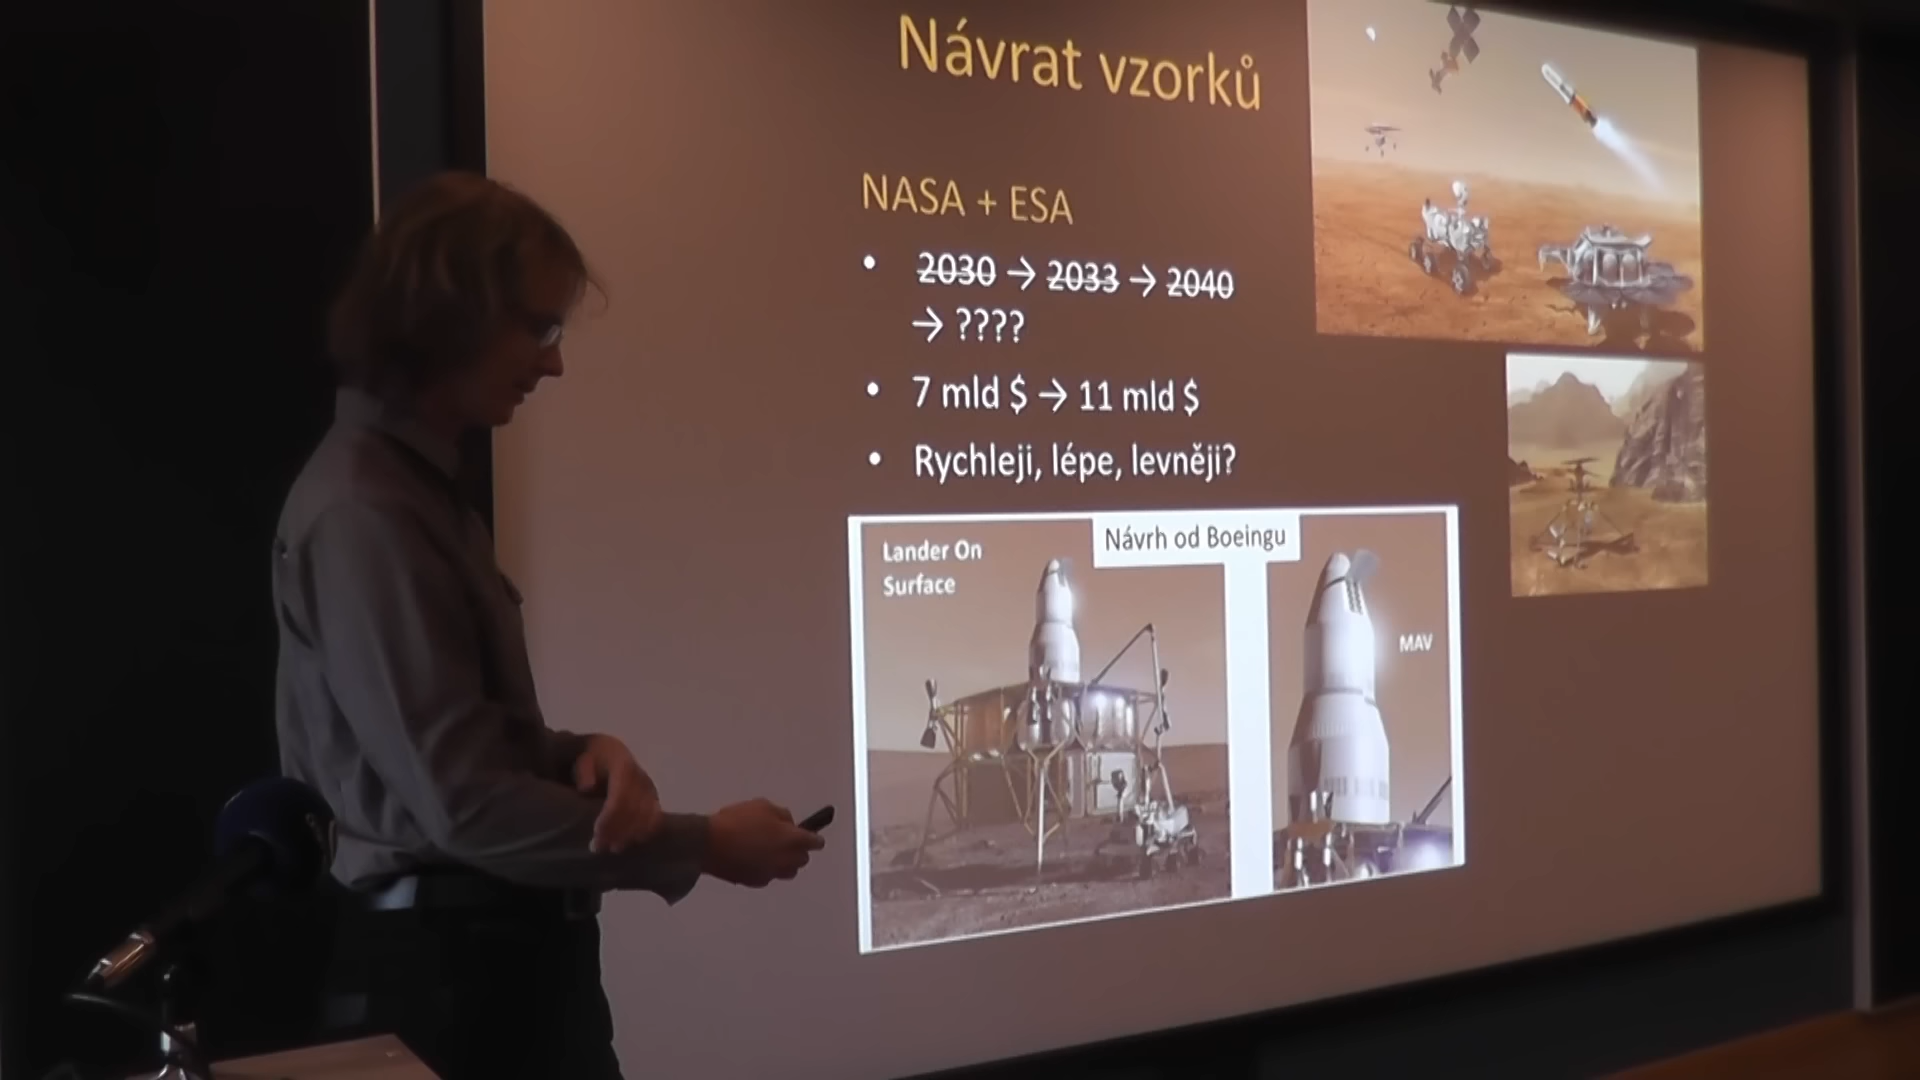 Návrat vzorků
NASA + ESA
• 2030 → 2033 → 2040
→ ????
• 7 mld $ → 11 mld $
• Rychleji, lépe, levněji?
Návrh od Boeingu
Lander On
Surface
MAV